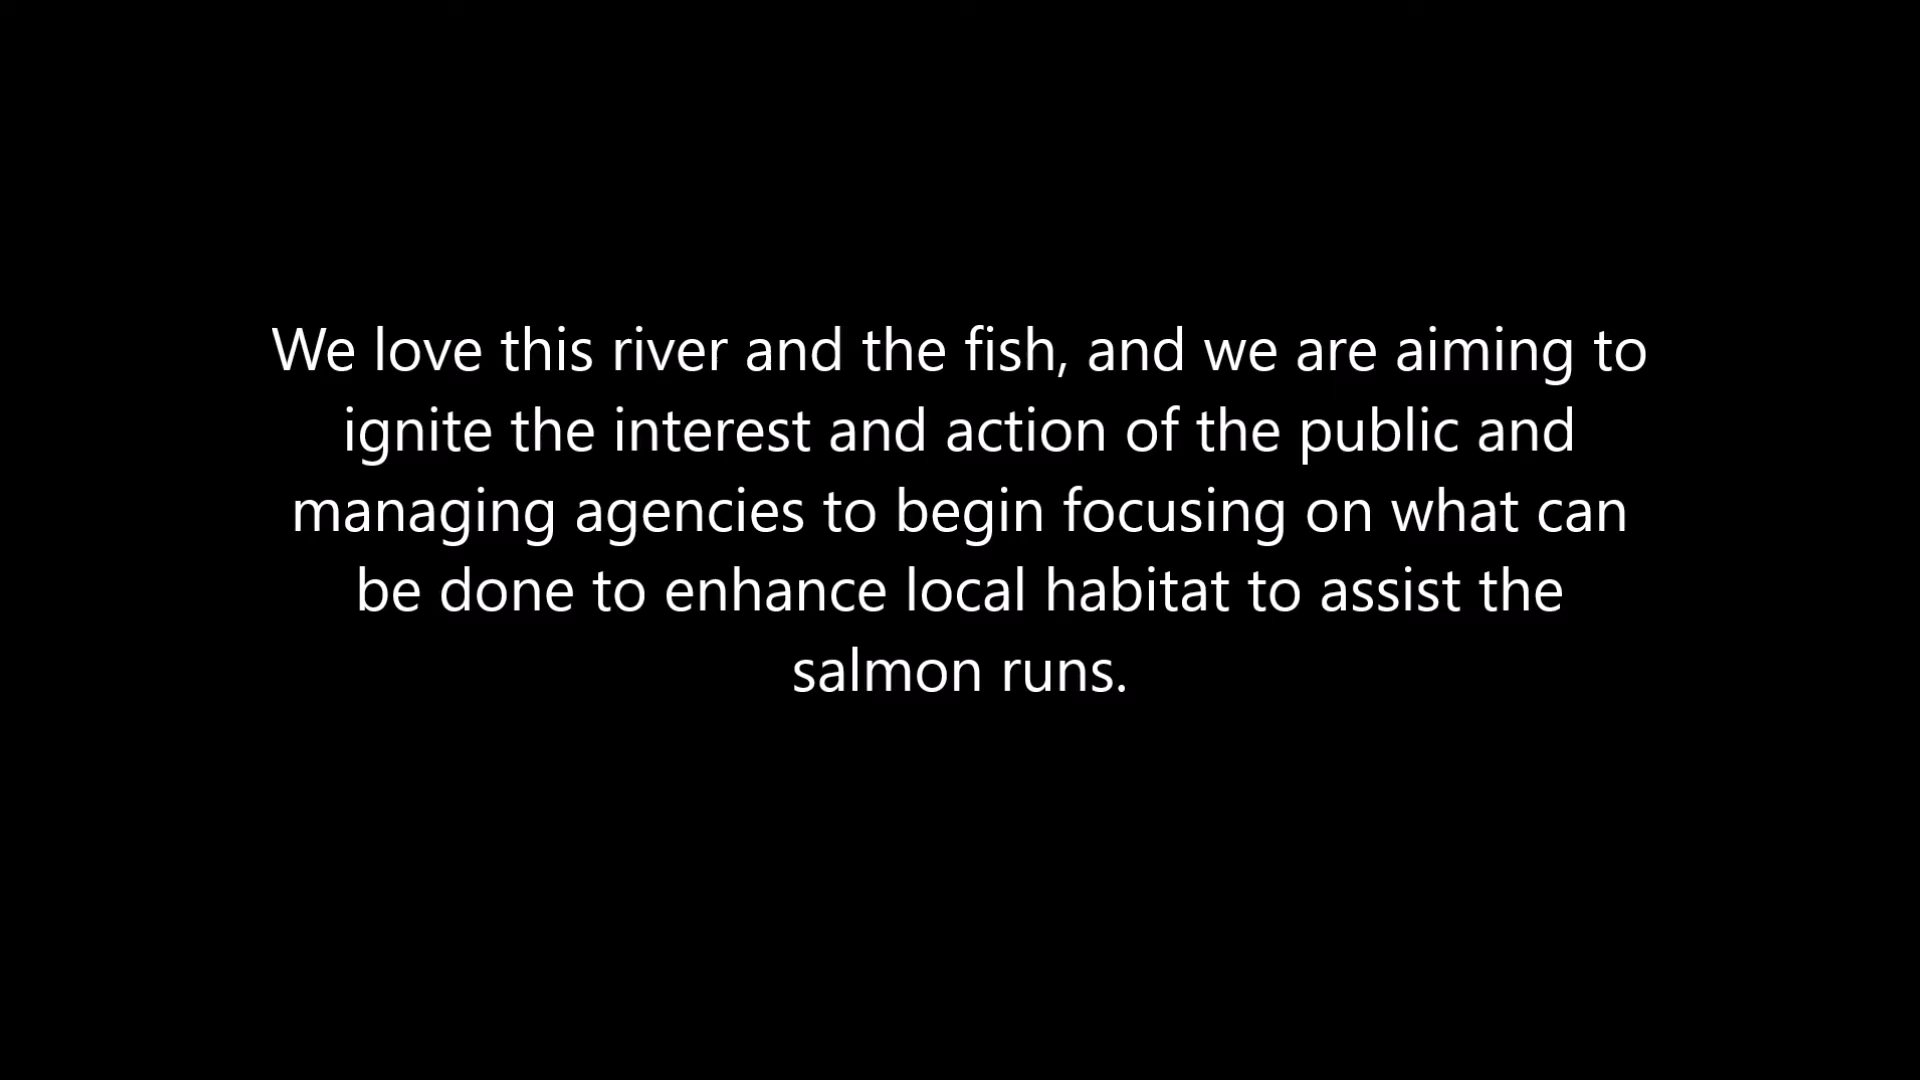 We love this river and the fish, and we are aiming to
ignite the interest and action of the public and
managing agencies to begin focusing on what can
be done to enhance local habitat to assist the
salmon runs.